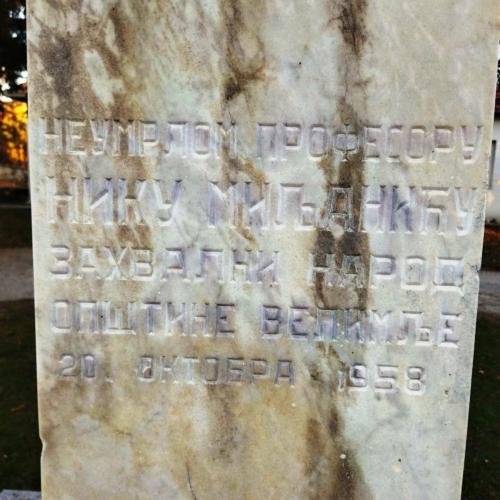 НЕУМРЛОМ ПРОФЕСОРУ
НИКУ МИЉАНИЋУ
ЗАХВАЛНИ НАРОД
ОПШТИНЕ ВЕЛИМЉЕ
20. ОКТОБРА 1958